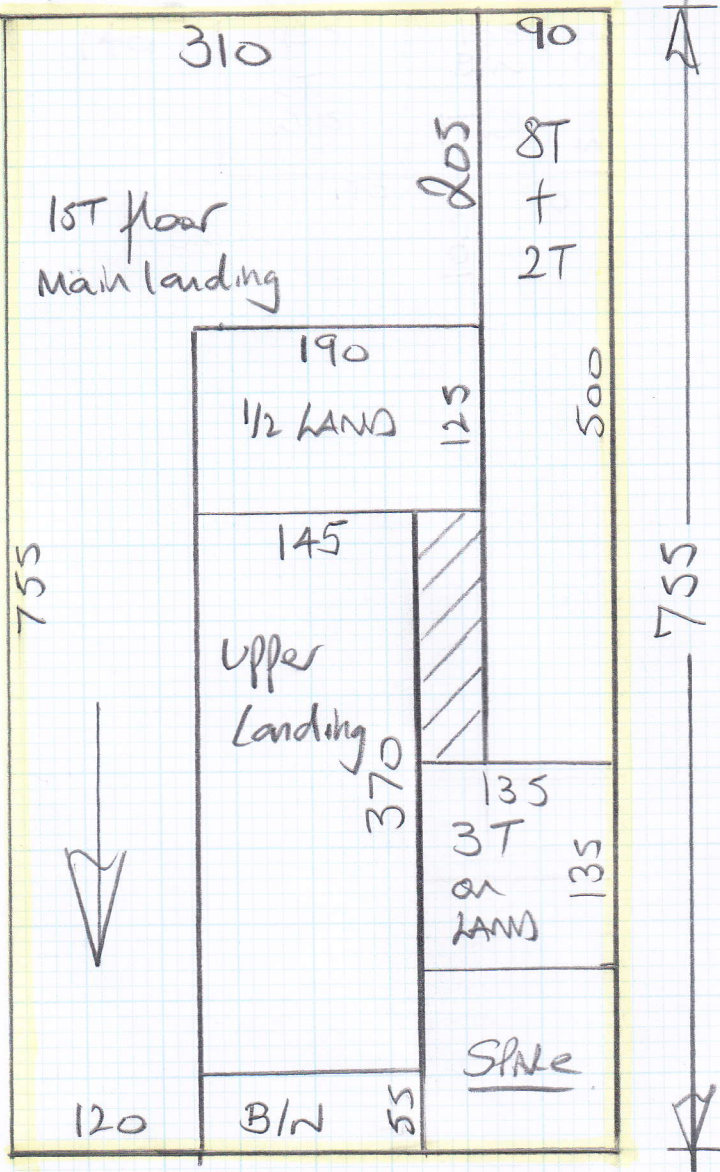 310
90
205
8T
+
2T
1ST floor
Main landing
190
1/2 LAND
125
500
145
755
755
Upper
Landing
370
135
3T
on
LAND
135
SPARE
120
B/N
55